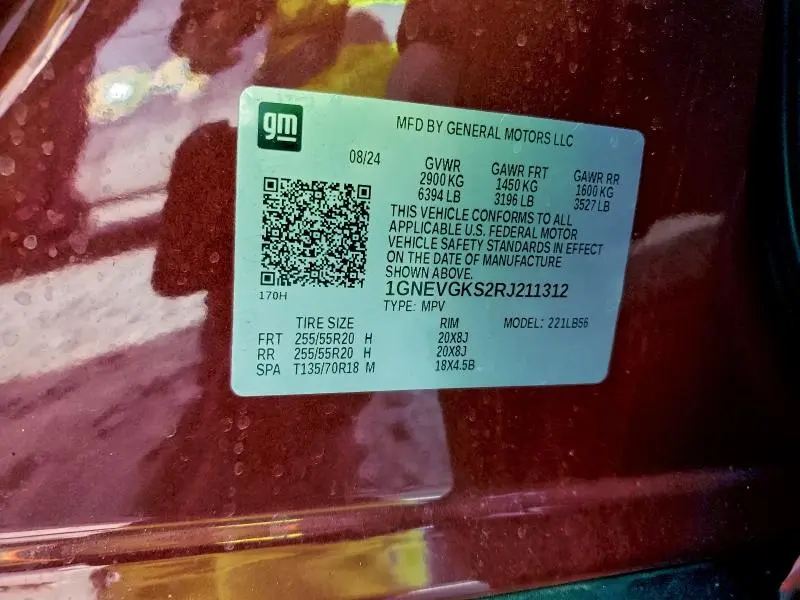 gm
MFD BY GENERAL MOTORS LLC
08/24
GVWR
2900 KG
6394 LB
GAWR FRT
1450 KG
3196 LB
GAWR RR
1600 KG
3527 LB
THIS VEHICLE CONFORMS TO ALL
APPLICABLE U.S. FEDERAL MOTOR
VEHICLE SAFETY STANDARDS IN EFFECT
ON THE DATE OF MANUFACTURE
SHOWN ABOVE.
170H
1GNEVGKS2RJ211312
TYPE: MPV
TIRE SIZE RIM MODEL: 221LB56
FRT 255/55R20 H 20X8J
RR 255/55R20 H 20X8J
SPA T135/70R18 M 18X4.5B